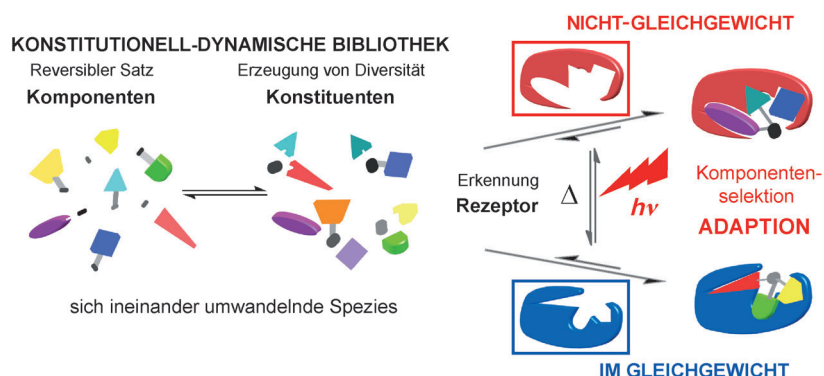 NICHT-GLEICHGEWICHT
KONSTITUTIONELL-DYNAMISCHE BIBLIOTHEK
Reversibler Satz
Komponenten
Erzeugung von Diversität
Konstituenten
Erkennung
Rezeptor
Δ
hν
Komponenten-
selektion
ADAPTION
sich ineinander umwandelnde Spezies
IM GLEICHGEWICHT